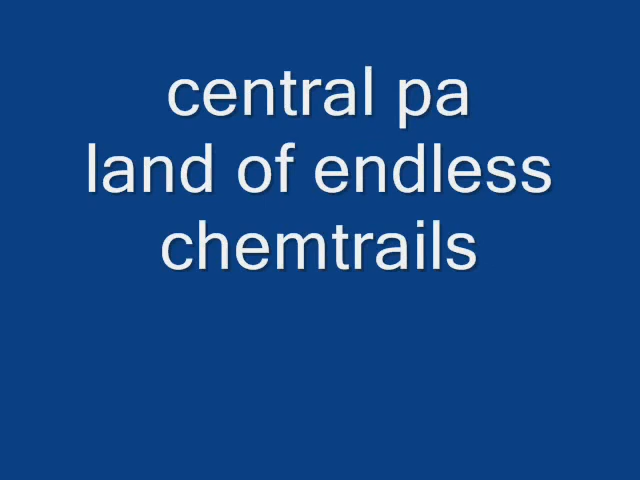 central pa
land of endless
chemtrails